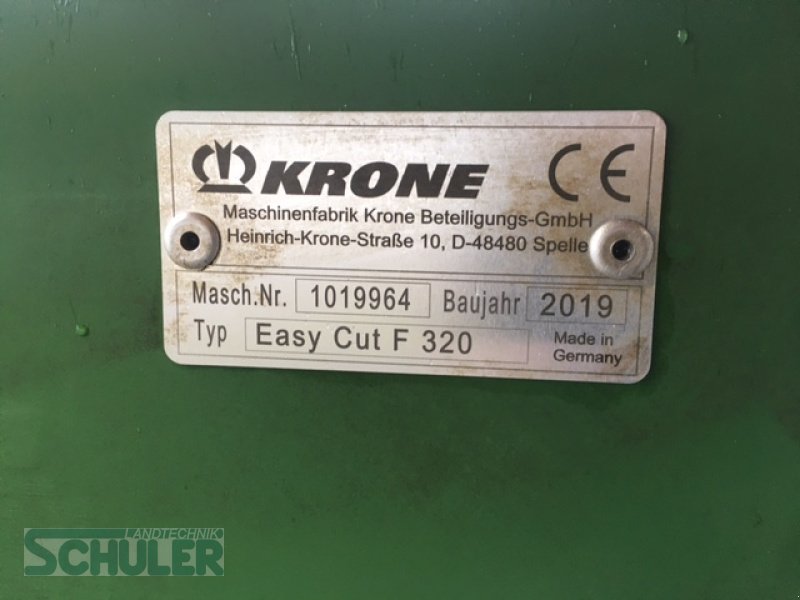 KRONE CE
Maschinenfabrik Krone Beteiligungs-GmbH
Heinrich-Krone-Straße 10, D-48480 Spelle
Masch.Nr. 1019964 Baujahr 2019
Typ Easy Cut F 320 Made in
Germany
LANDTECHNIK
SCHULER